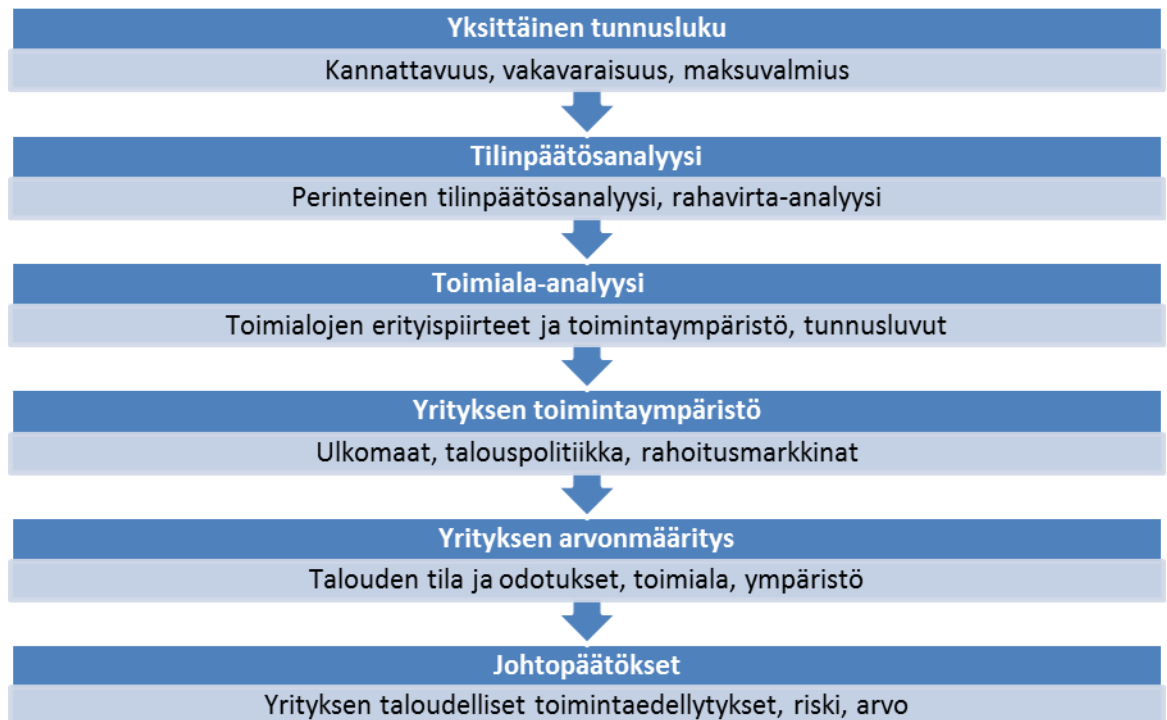 Yksittäinen tunnusluku
Kannattavuus, vakavaraisuus, maksuvalmius
Tilinpäätösanalyysi
Perinteinen tilinpäätösanalyysi, rahavirta-analyysi
Toimiala-analyysi
Toimialojen erityispiirteet ja toimintaympäristö, tunnusluvut
Yrityksen toimintaympäristö
Ulkomaat, talouspolitiikka, rahoitusmarkkinat
Yrityksen arvonmääritys
Talouden tila ja odotukset, toimiala, ympäristö
Johtopäätökset
Yrityksen taloudelliset toimintaedellytykset, riski, arvo